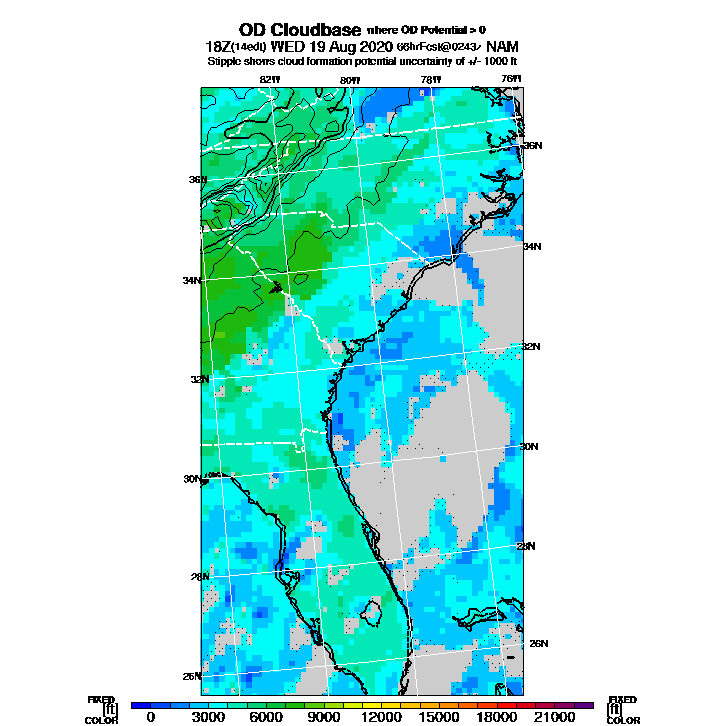 OD Cloudbase where OD Potential > 0
18Z(14edt) WED 19 Aug 2020 66hrFcst@0243z NAM
Stipple shows cloud formation potential uncertainty of +/- 1000 ft
82W 80W 78W 76W
36N 36N
34N 34N
32N 32N
30N 30N
28N 28N
26N 26N
FIXED [ft] COLOR 0 3000 6000 9000 12000 15000 18000 21000 FIXED [ft] COLOR